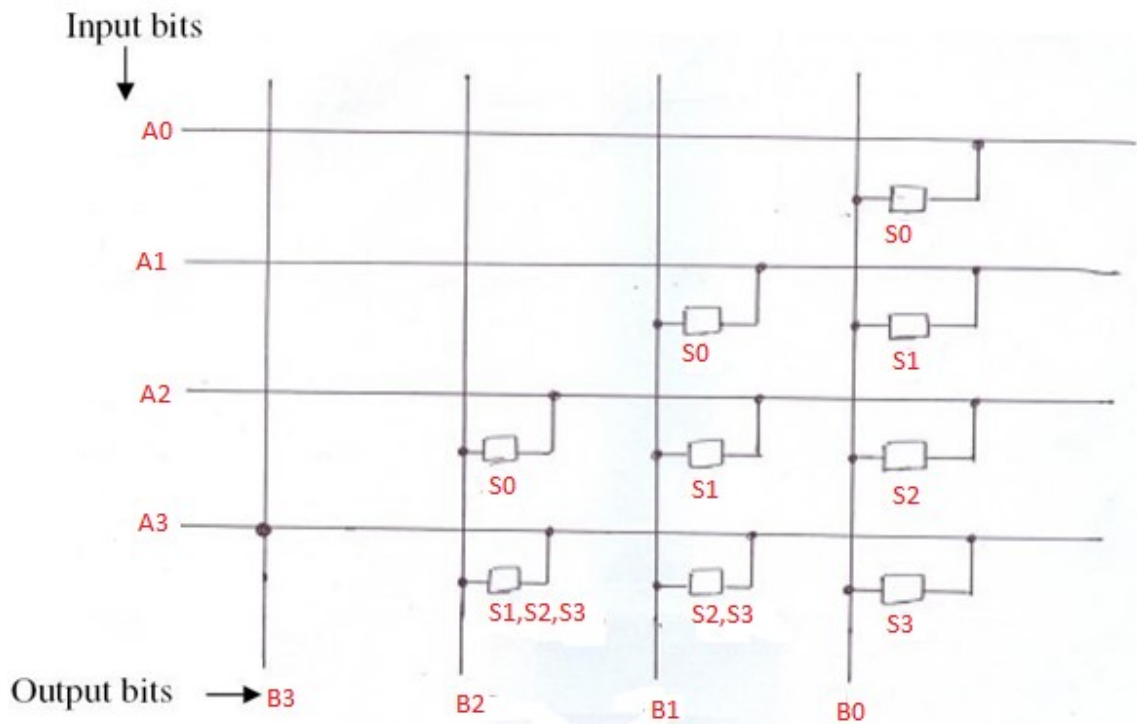 Input bits
A0
S0
A1
S0 S1
A2
S0 S1 S2
A3
S1,S2,S3 S2,S3 S3
Output bits B3 B2 B1 B0